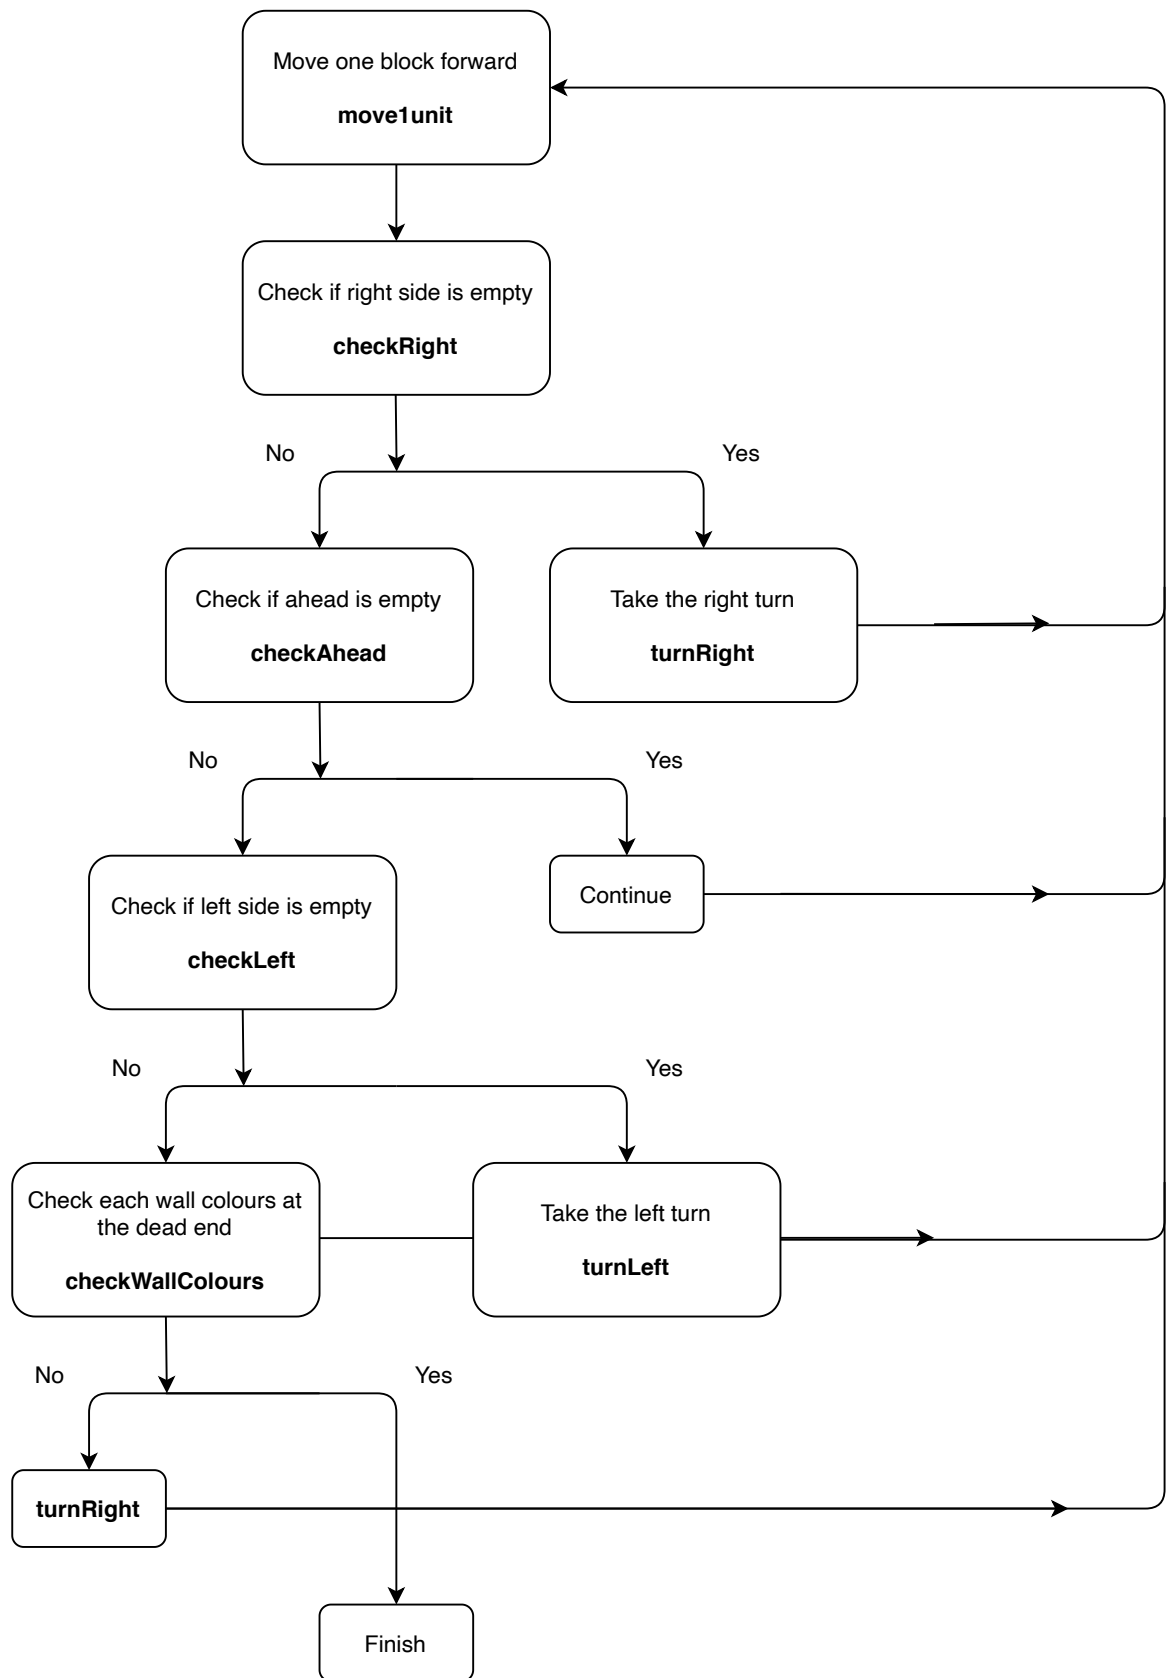 Move one block forward
move1unit
Check if right side is empty
checkRight
No
Yes
Check if ahead is empty
checkAhead
Take the right turn
turnRight
No
Yes
Check if left side is empty
checkLeft
Continue
No
Yes
Check each wall colours at
the dead end
checkWallColours
Take the left turn
turnLeft
No
Yes
turnRight
Finish